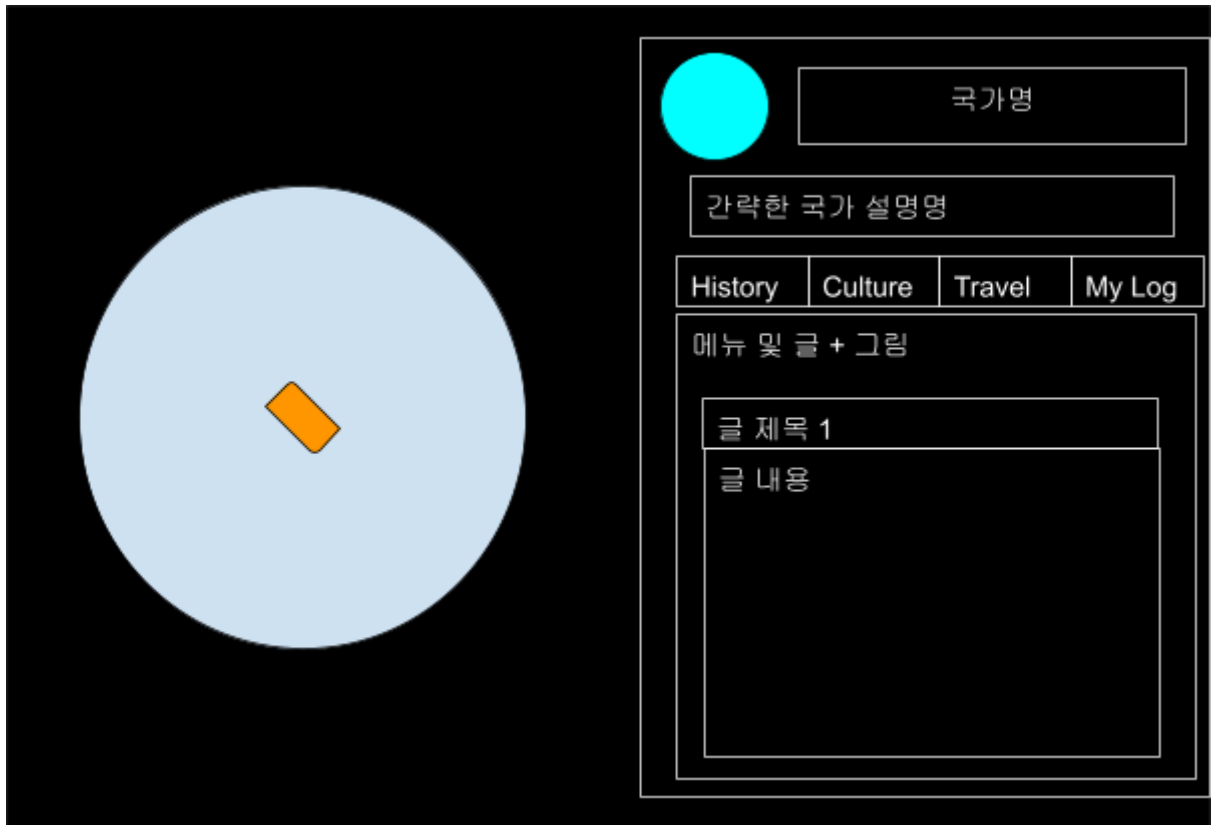 국가명
간략한 국가 설명명
History Culture Travel My Log
메뉴 및 글 + 그림
글 제목 1
글 내용